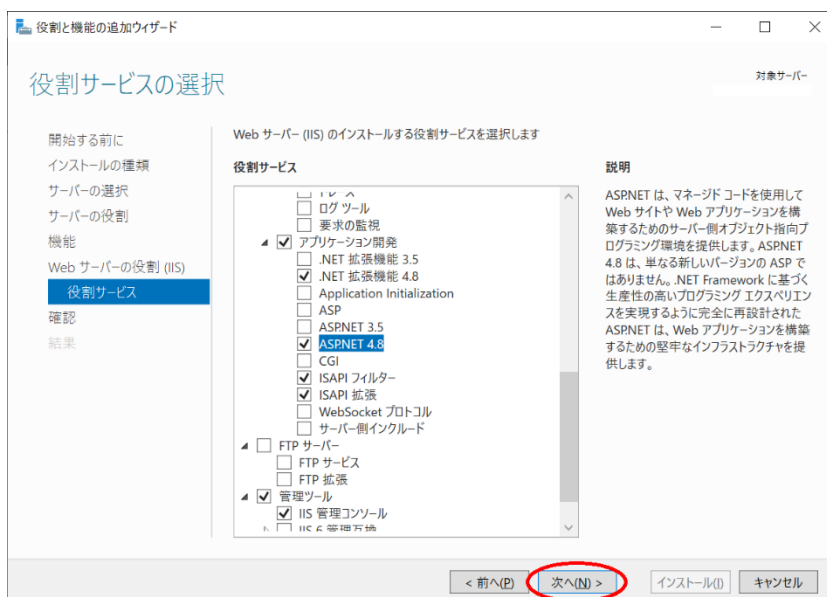 役割と機能の追加ウィザード
役割サービスの選択
対象サーバー
開始する前に
インストールの種類
サーバーの選択
サーバーの役割
機能
Web サーバーの役割 (IIS)
役割サービス
確認
結果
Web サーバー (IIS) のインストールする役割サービスを選択します
役割サービス
トレース
ログ ツール
要求の監視
アプリケーション開発
.NET 拡張機能 3.5
.NET 拡張機能 4.8
Application Initialization
ASP
ASP.NET 3.5
ASP.NET 4.8
CGI
ISAPI フィルター
ISAPI 拡張
WebSocket プロトコル
サーバー側インクルード
FTP サーバー
FTP サービス
FTP 拡張
管理ツール
IIS 管理コンソール
IIS 6 管理互換
説明
ASP.NET は、マネージド コードを使用して
Web サイトや Web アプリケーションを構
築するためのサーバー側オブジェクト指向プ
ログラミング環境を提供します。ASP.NET
4.8 は、単なる新しいバージョンの ASP で
はありません。.NET Framework に基づく
生産性の高いプログラミング エクスペリエン
スを実現するように完全に再設計された
ASP.NET は、Web アプリケーションを構築
するための堅牢なインフラストラクチャを提
供します。
< 前へ(P)
次へ(N) >
インストール(I)
キャンセル